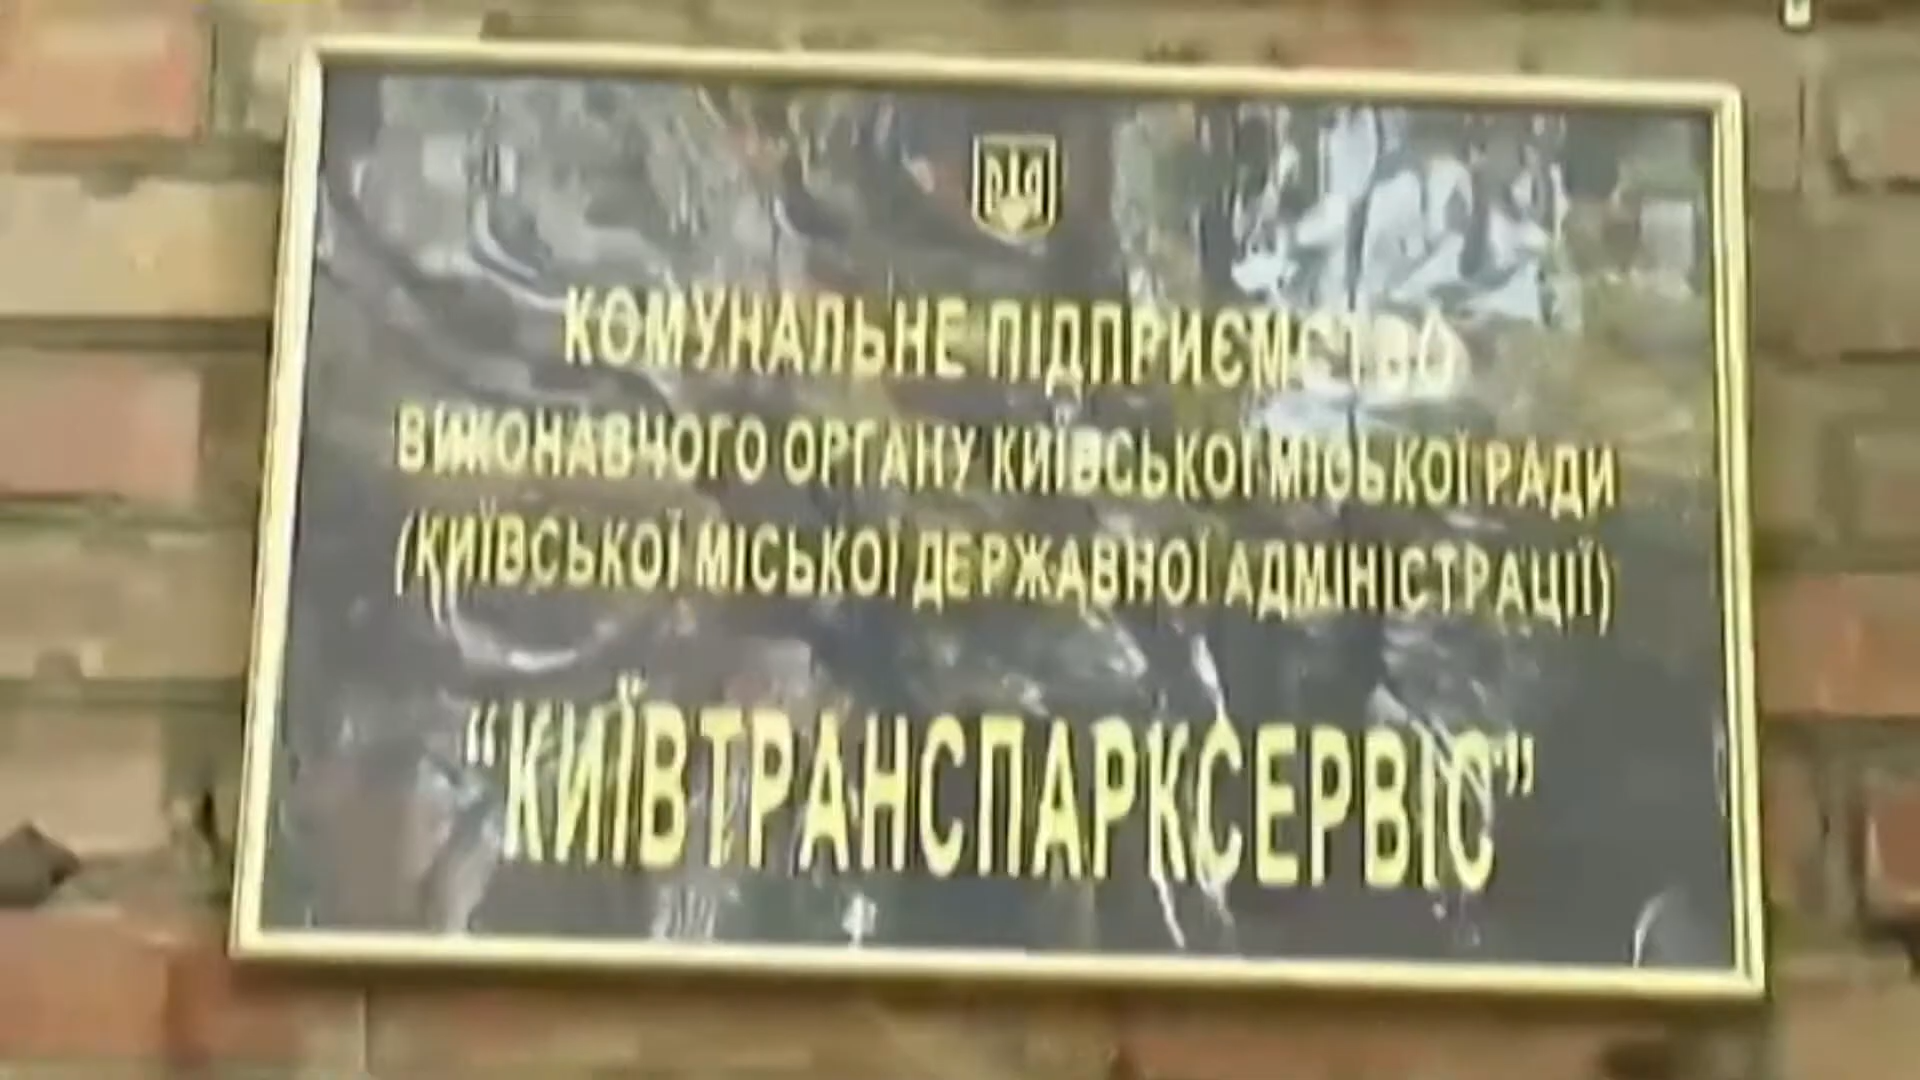 КОМУНАЛЬНЕ ПІДПРИЄМСТВО
ВИКОНАВЧОГО ОРГАНУ КИЇВСЬКОЇ МІСЬКОЇ РАДИ
(КИЇВСЬКОЇ МІСЬКОЇ ДЕРЖАВНОЇ АДМІНІСТРАЦІЇ)
“КИЇВТРАНСПАРКСЕРВІС”